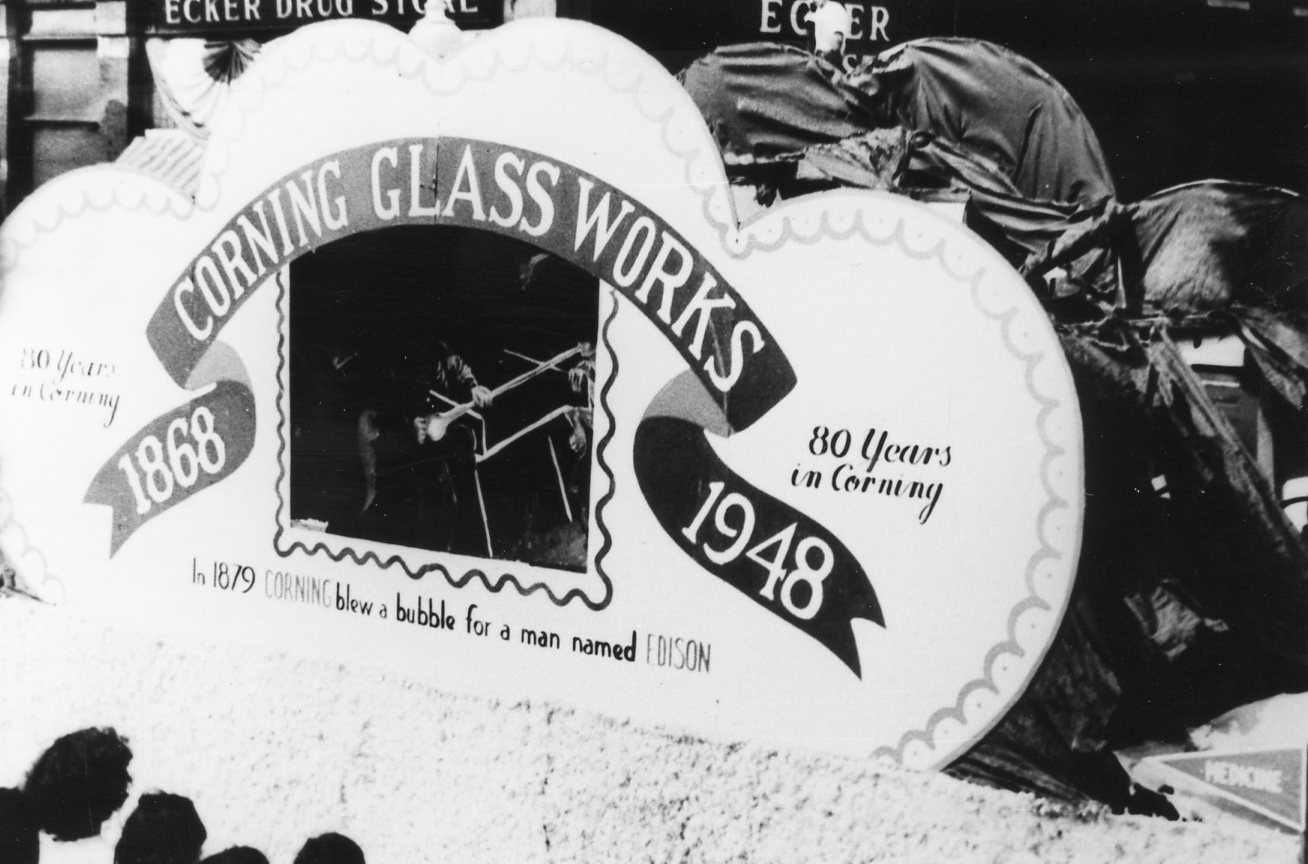 ECKER DRUG STORE
ECKER
CORNING GLASS WORKS
80 Years
in Corning
1868
80 Years
in Corning
1948
In 1879 CORNING blew a bubble for a man named EDISON
MEDICINE